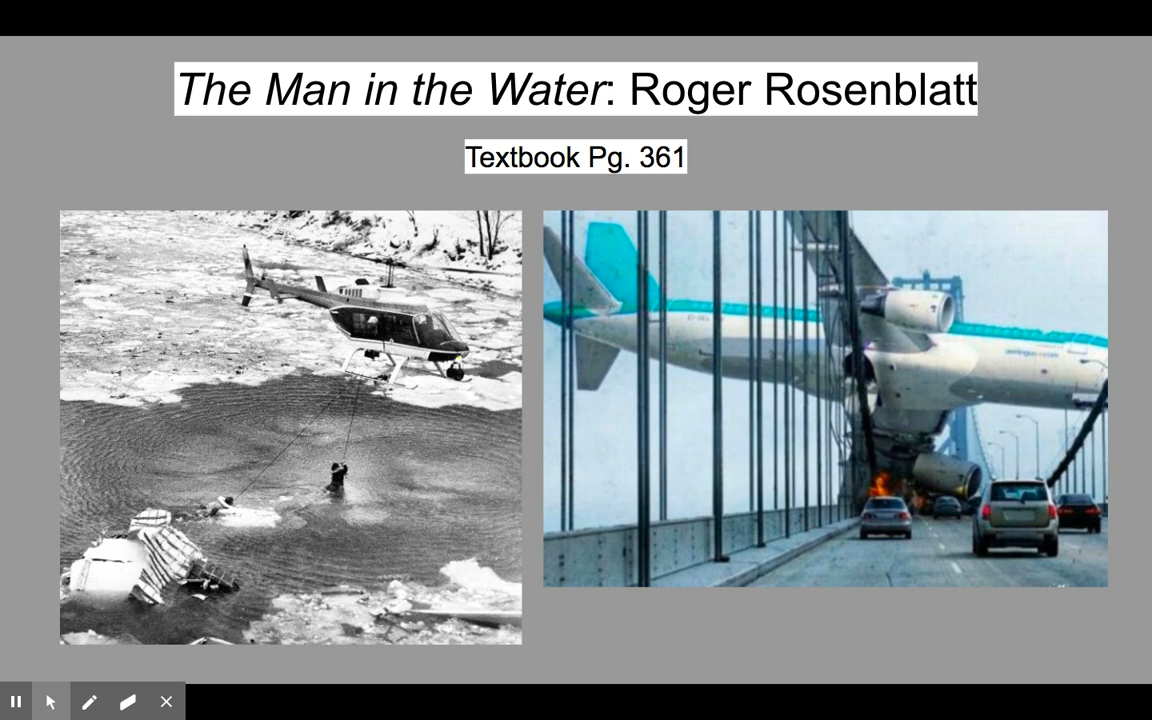 The Man in the Water: Roger Rosenblatt
Textbook Pg. 361